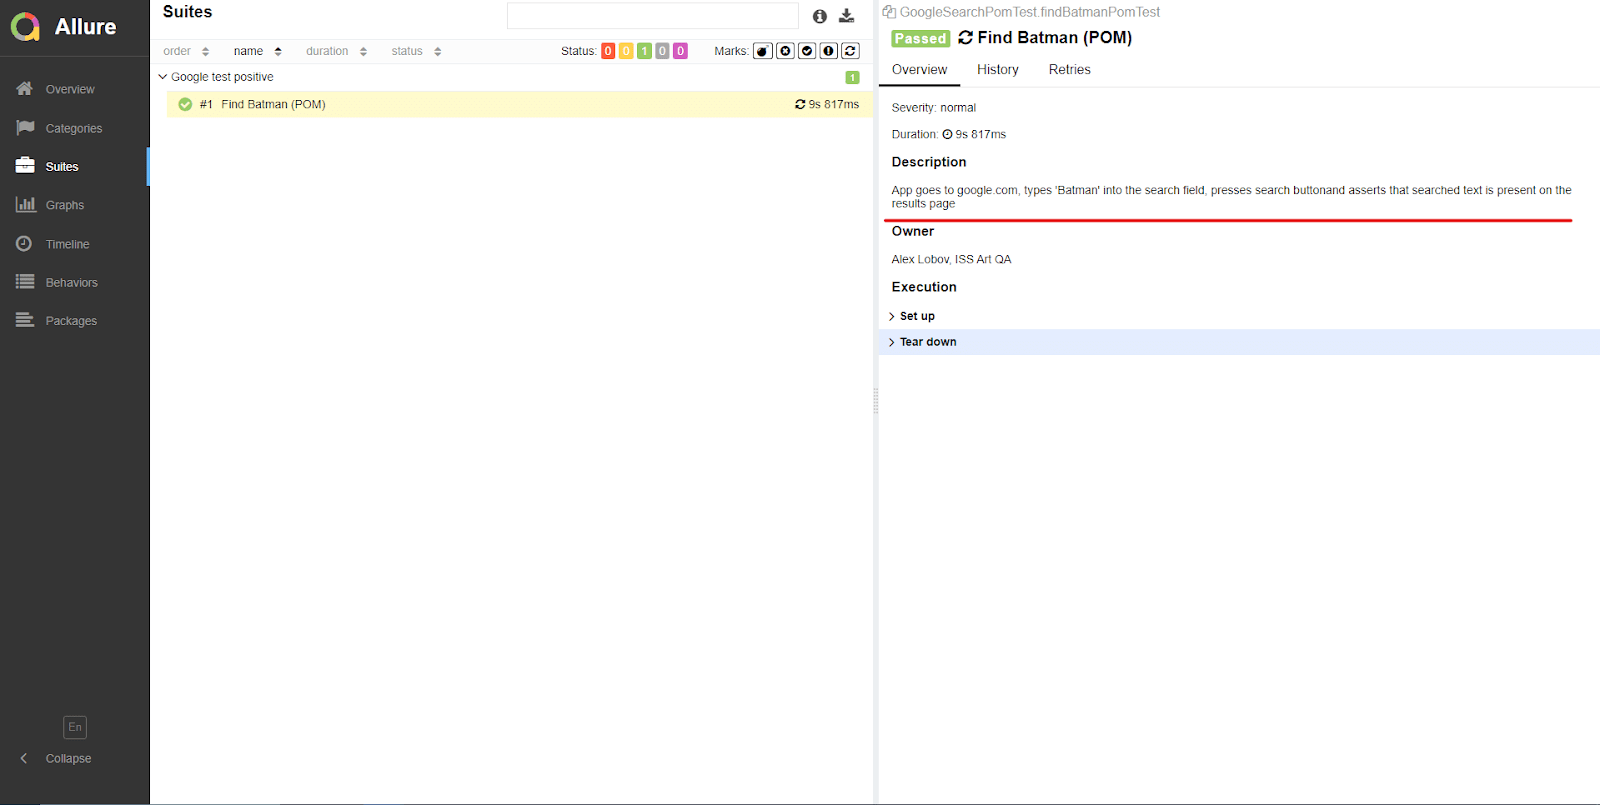 Allure
Overview
Categories
Suites
Graphs
Timeline
Behaviors
Packages
En
Collapse
Suites
order name duration status Status: 0 0 1 0 0 Marks:
Google test positive 1
#1 Find Batman (POM) 9s 817ms
GoogleSearchPomTest.findBatmanPomTest
Passed Find Batman (POM)
Overview History Retries
Severity: normal
Duration: 9s 817ms
Description
App goes to google.com, types 'Batman' into the search field, presses search buttonand asserts that searched text is present on the
results page
Owner
Alex Lobov, ISS Art QA
Execution
Set up
Tear down